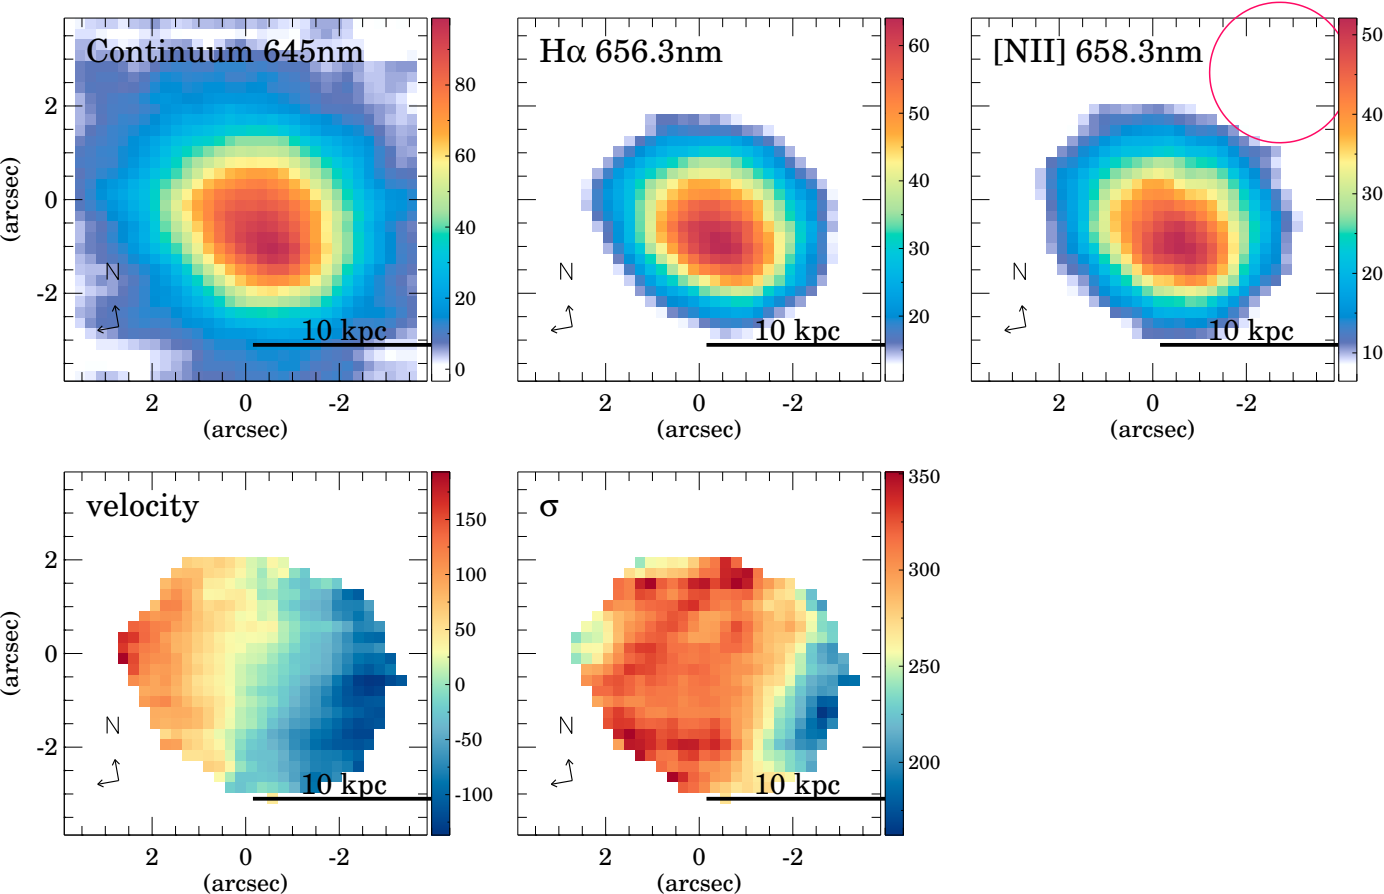 Continuum 645nm
2
0
-2
(arcsec)
N
10 kpc
2
0
-2
(arcsec)
80
60
40
20
0
Hα 656.3nm
N
10 kpc
2
0
-2
(arcsec)
60
50
40
30
20
[NII] 658.3nm
N
10 kpc
2
0
-2
(arcsec)
50
40
30
20
10
velocity
2
0
-2
(arcsec)
N
10 kpc
2
0
-2
(arcsec)
150
100
50
0
-50
-100
σ
N
10 kpc
2
0
-2
(arcsec)
350
300
250
200